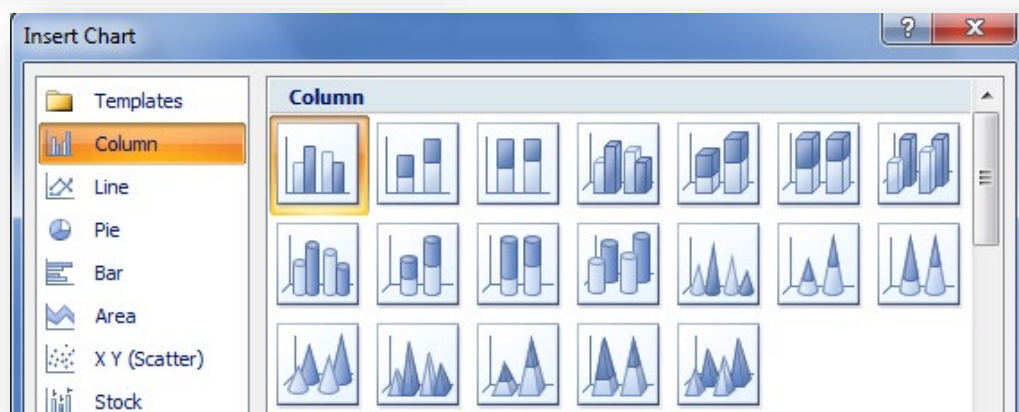 Insert Chart
Templates
Column
Line
Pie
Bar
Area
X Y (Scatter)
Stock
Column